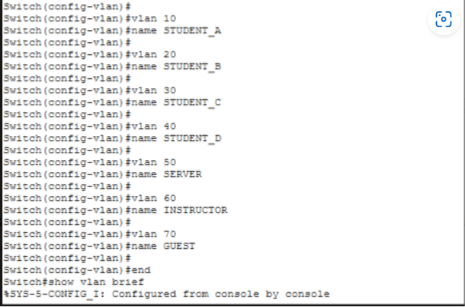 Switch(config-vlan)#
Switch(config-vlan)#vlan 10
Switch(config-vlan)#name STUDENT_A
Switch(config-vlan)#
Switch(config-vlan)#vlan 20
Switch(config-vlan)#name STUDENT_B
Switch(config-vlan)#
Switch(config-vlan)#vlan 30
Switch(config-vlan)#name STUDENT_C
Switch(config-vlan)#
Switch(config-vlan)#vlan 40
Switch(config-vlan)#name STUDENT_D
Switch(config-vlan)#
Switch(config-vlan)#vlan 50
Switch(config-vlan)#name SERVER
Switch(config-vlan)#
Switch(config-vlan)#vlan 60
Switch(config-vlan)#name INSTRUCTOR
Switch(config-vlan)#
Switch(config-vlan)#vlan 70
Switch(config-vlan)#name GUEST
Switch(config-vlan)#
Switch(config-vlan)#end
Switch#show vlan brief
%SYS-5-CONFIG_I: Configured from console by console